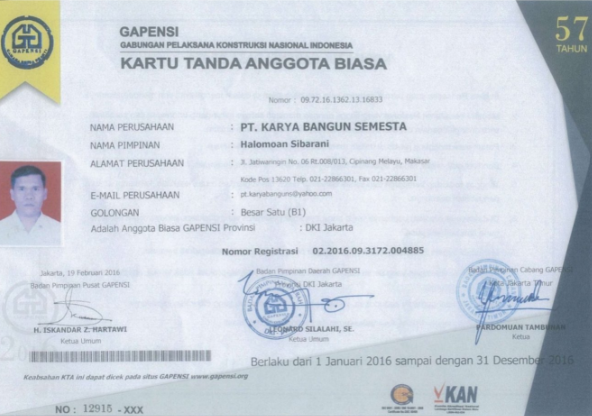 GAPENSI
GABUNGAN PELAKSANA KONSTRUKSI NASIONAL INDONESIA
KARTU TANDA ANGGOTA BIASA
57
TAHUN
GAPENSI
Nomor : 09.72.16.1362.13.16833
NAMA PERUSAHAAN : PT. KARYA BANGUN SEMESTA
NAMA PIMPINAN : Halomoan Sibarani
ALAMAT PERUSAHAAN : Jl. Jatiwaringin No. 06 Rt.008/013, Cipinang Melayu, Makasar
Kode Pos 13620 Telp. 021-22866301, Fax 021-22866301
E-MAIL PERUSAHAAN : pt.karyabangunc@yahoo.com
GOLONGAN : Besar Satu (B1)
Adalah Anggota Biasa GAPENSI Provinsi : DKI Jakarta
Nomor Registrasi 02.2016.09.3172.004885
Jakarta, 19 Februari 2016
Badan Pimpinan Pusat GAPENSI
H. ISKANDAR Z. HARTAWI
Ketua Umum
Badan Pimpinan Daerah GAPENSI
Provinsi DKI Jakarta
LEONARD SILALAHI, SE.
Ketua Umum
Badan Pimpinan Cabang GAPENSI
Kota Jakarta Timur
PARDOMUAN TAMBUNAN
Ketua
Berlaku dari 1 Januari 2016 sampai dengan 31 Desember 2016
Keabsahan KTA ini dapat dicek pada situs GAPENSI www.gapensi.org
NO : 12915 -XXX
KAN